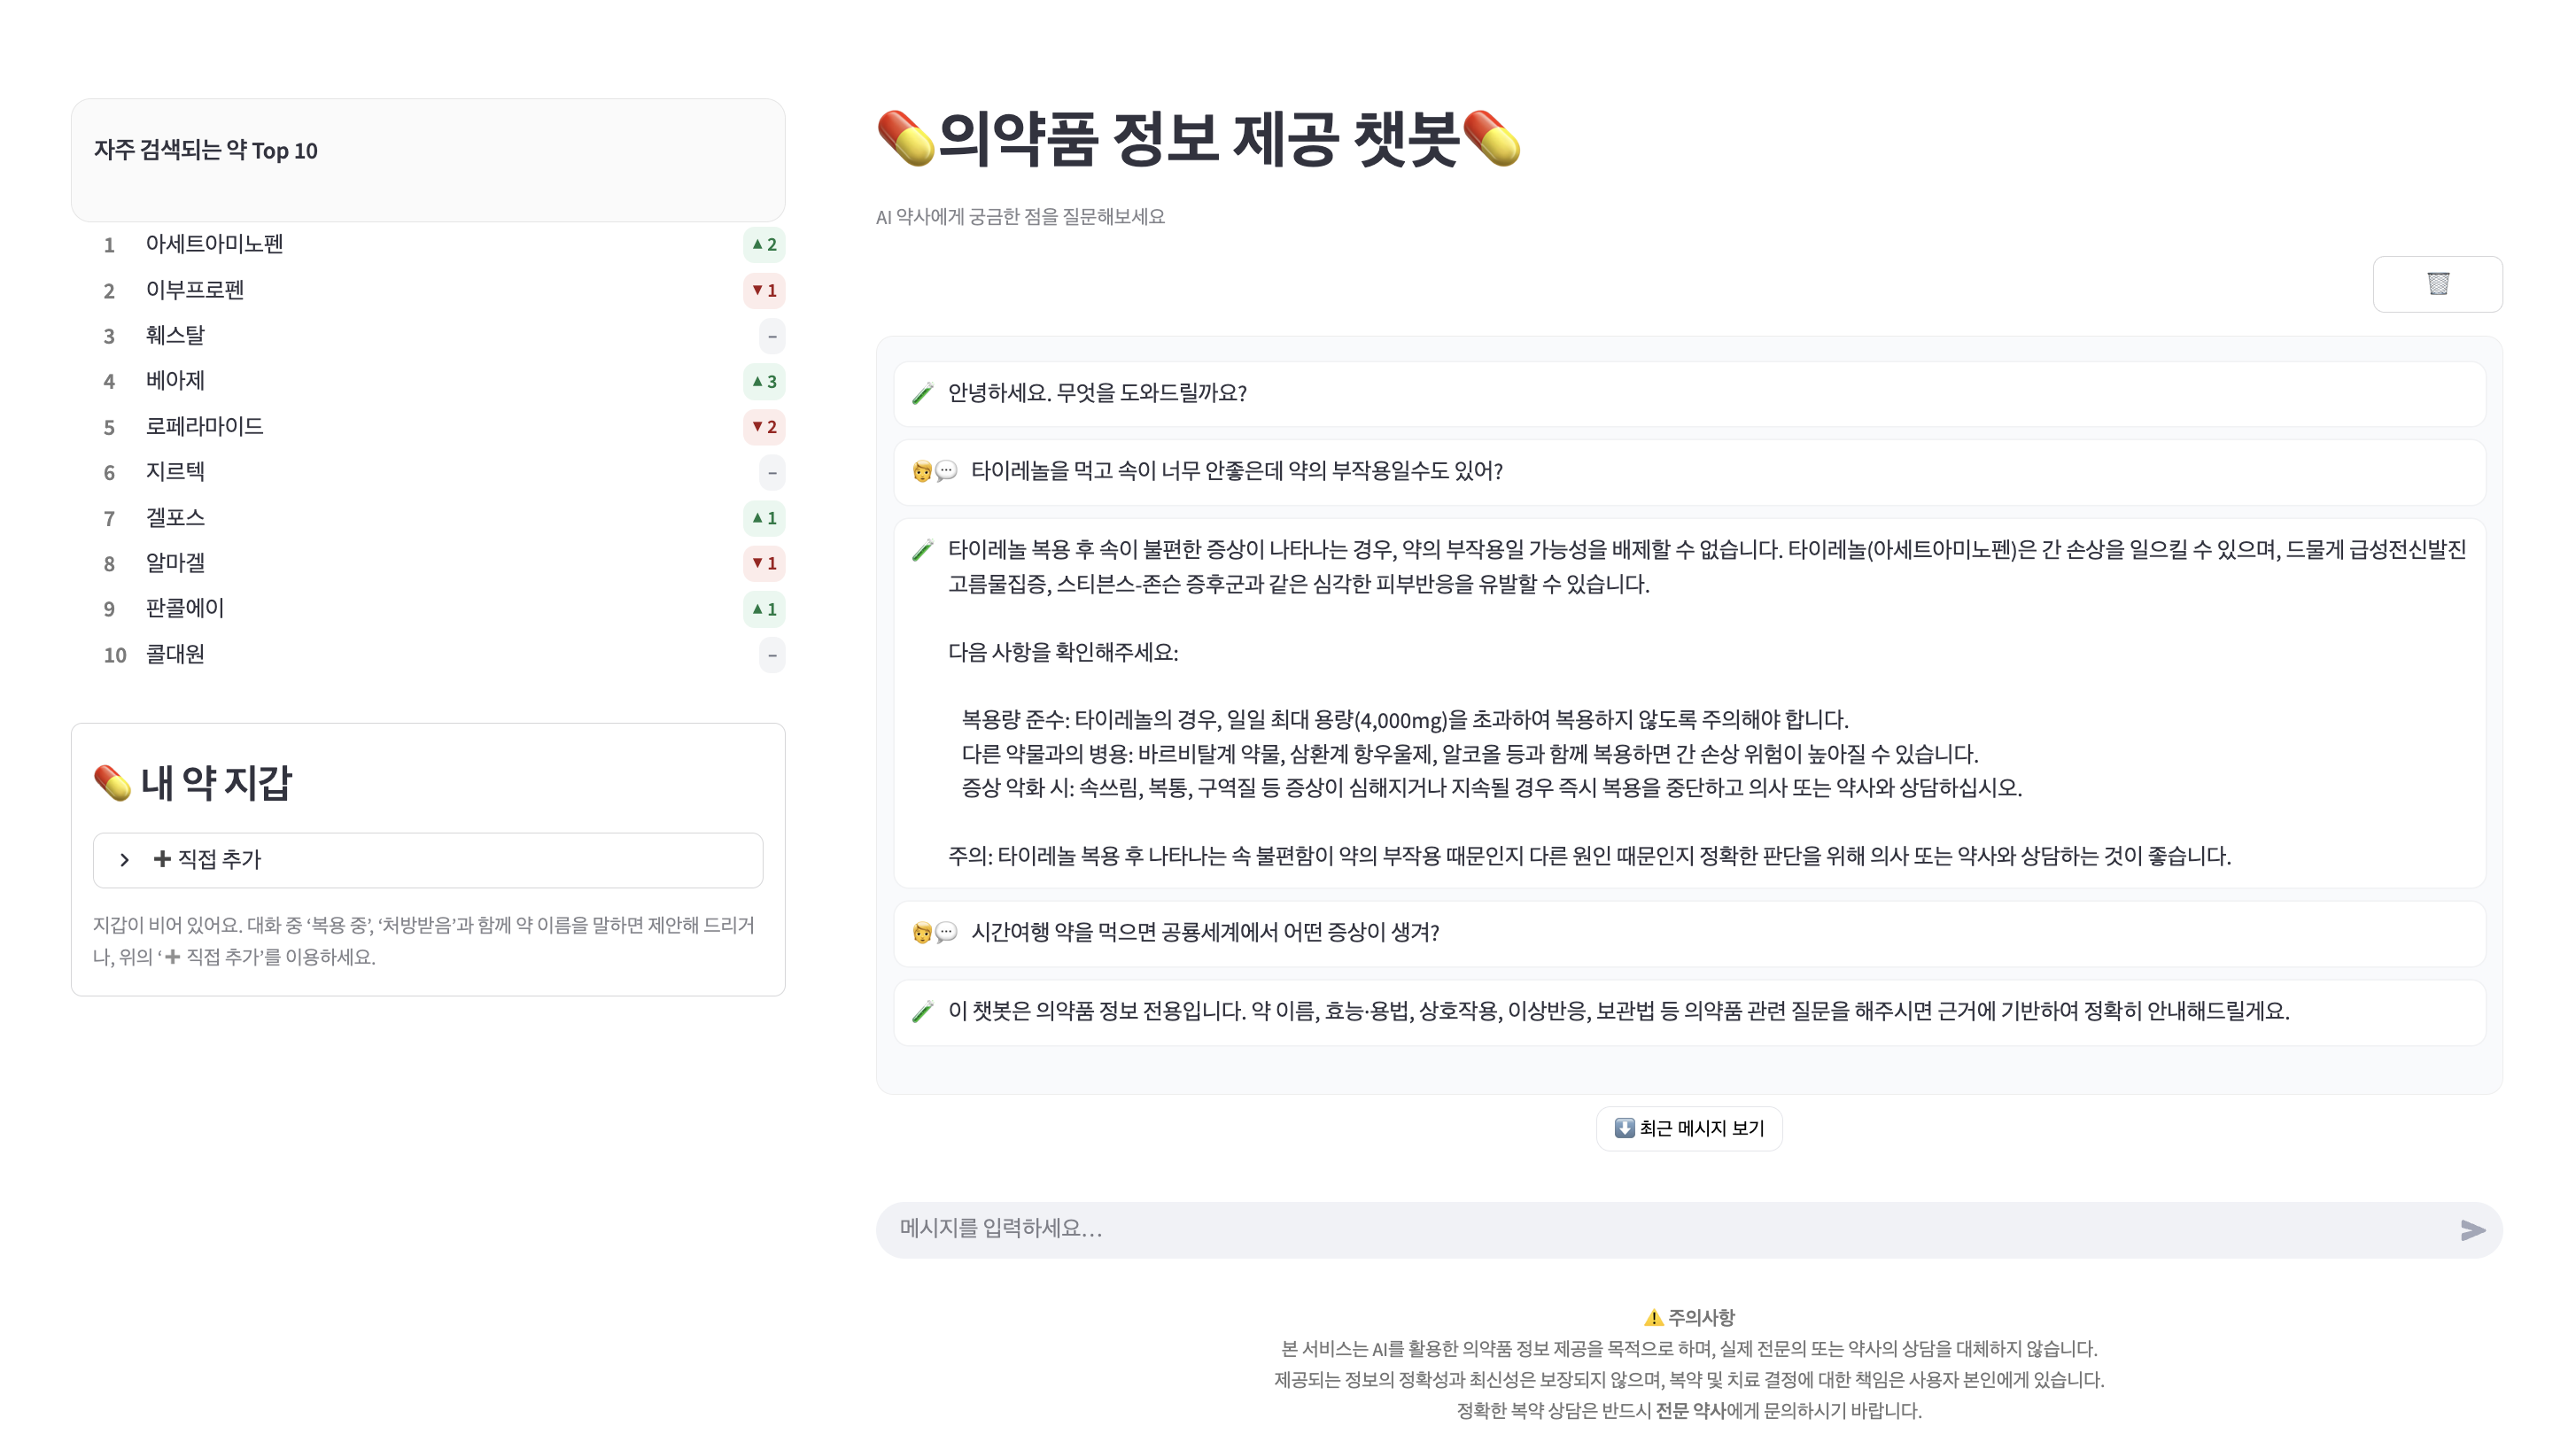 자주 검색되는 약 Top 10
1 아세트아미노펜 ▲ 2
2 이부프로펜 ▼ 1
3 훼스탈 –
4 베아제 ▲ 3
5 로페라마이드 ▼ 2
6 지르텍 –
7 겔포스 ▲ 1
8 알마겔 ▼ 1
9 판콜에이 ▲ 1
10 콜대원 –
💊 내 약 지갑
➕ 직접 추가
지갑이 비어 있어요. 대화 중 ‘복용 중’, ‘처방받음’과 함께 약 이름을 말하면 제안해 드리거
나, 위의 ‘➕ 직접 추가’를 이용하세요.
💊의약품 정보 제공 챗봇💊
AI 약사에게 궁금한 점을 질문해보세요
안녕하세요. 무엇을 도와드릴까요?
타이레놀을 먹고 속이 너무 안좋은데 약의 부작용일수도 있어?
타이레놀 복용 후 속이 불편한 증상이 나타나는 경우, 약의 부작용일 가능성을 배제할 수 없습니다. 타이레놀(아세트아미노펜)은 간 손상을 일으킬 수 있으며, 드물게 급성전신발진
고름물집증, 스티븐스-존슨 증후군과 같은 심각한 피부반응을 유발할 수 있습니다.
다음 사항을 확인해주세요:
복용량 준수: 타이레놀의 경우, 일일 최대 용량(4,000mg)을 초과하여 복용하지 않도록 주의해야 합니다.
다른 약물과의 병용: 바르비탈계 약물, 삼환계 항우울제, 알코올 등과 함께 복용하면 간 손상 위험이 높아질 수 있습니다.
증상 악화 시: 속쓰림, 복통, 구역질 등 증상이 심해지거나 지속될 경우 즉시 복용을 중단하고 의사 또는 약사와 상담하십시오.
주의: 타이레놀 복용 후 나타나는 속 불편함이 약의 부작용 때문인지 다른 원인 때문인지 정확한 판단을 위해 의사 또는 약사와 상담하는 것이 좋습니다.
시간여행 약을 먹으면 공룡세계에서 어떤 증상이 생겨?
이 챗봇은 의약품 정보 전용입니다. 약 이름, 효능·용법, 상호작용, 이상반응, 보관법 등 의약품 관련 질문을 해주시면 근거에 기반하여 정확히 안내해드릴게요.
⬇️ 최근 메시지 보기
메시지를 입력하세요…
⚠️ 주의사항
본 서비스는 AI를 활용한 의약품 정보 제공을 목적으로 하며, 실제 전문의 또는 약사의 상담을 대체하지 않습니다.
제공되는 정보의 정확성과 최신성은 보장되지 않으며, 복약 및 치료 결정에 대한 책임은 사용자 본인에게 있습니다.
정확한 복약 상담은 반드시 전문 약사에게 문의하시기 바랍니다.